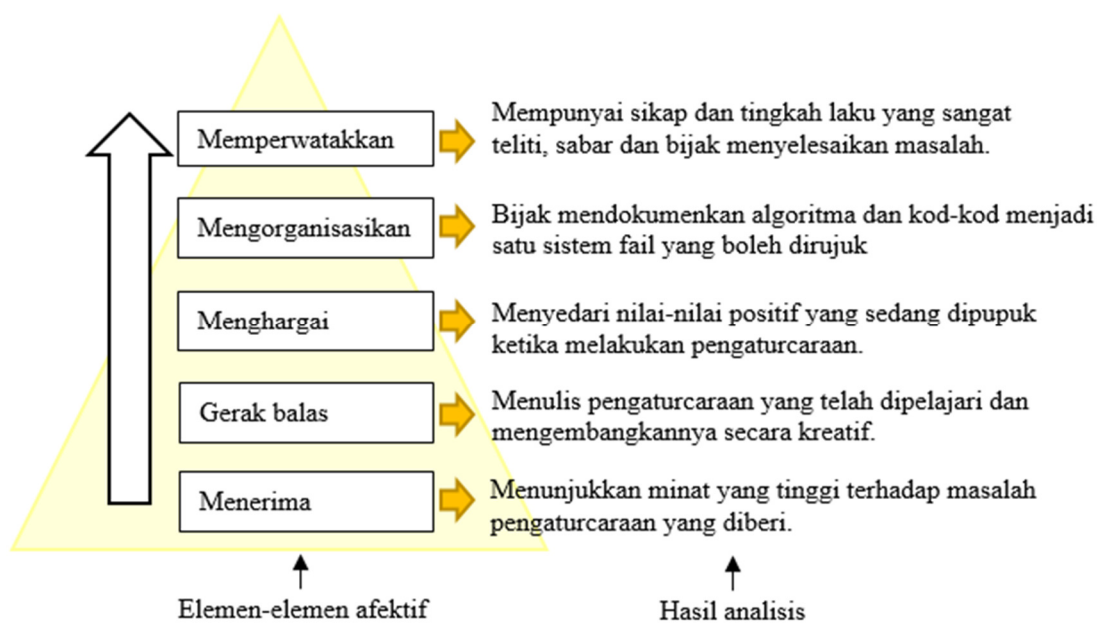 Memperwatakkan
Mempunyai sikap dan tingkah laku yang sangat
teliti, sabar dan bijak menyelesaikan masalah.
Mengorganisasikan
Bijak mendokumenkan algoritma dan kod-kod menjadi
satu sistem fail yang boleh dirujuk
Menghargai
Menyedari nilai-nilai positif yang sedang dipupuk
ketika melakukan pengaturcaraan.
Gerak balas
Menulis pengaturcaraan yang telah dipelajari dan
mengembangkannya secara kreatif.
Menerima
Menunjukkan minat yang tinggi terhadap masalah
pengaturcaraan yang diberi.
Elemen-elemen afektif
Hasil analisis